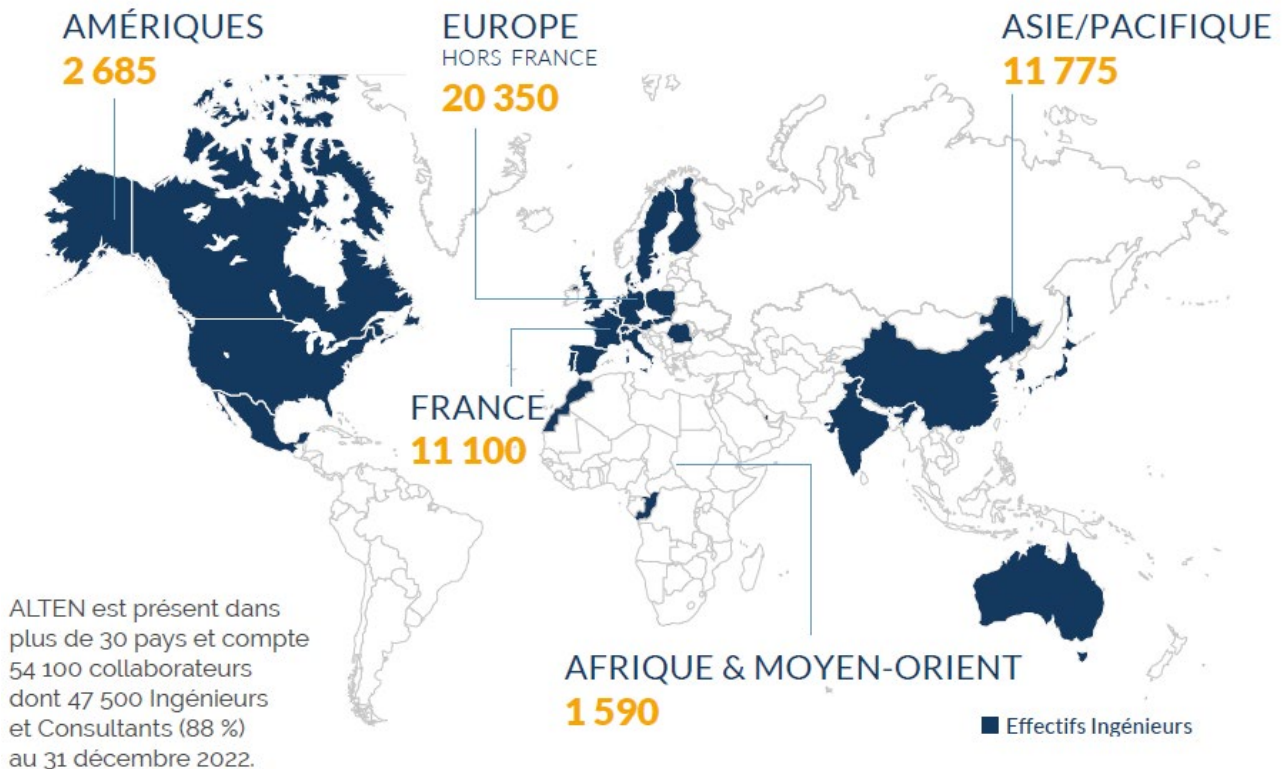 AMÉRIQUES
2 685
EUROPE
HORS FRANCE
20 350
ASIE/PACIFIQUE
11 775
FRANCE
11 100
AFRIQUE & MOYEN-ORIENT
1 590
ALTEN est présent dans
plus de 30 pays et compte
54 100 collaborateurs
dont 47 500 Ingénieurs
et Consultants (88 %)
au 31 décembre 2022.
Effectifs Ingénieurs